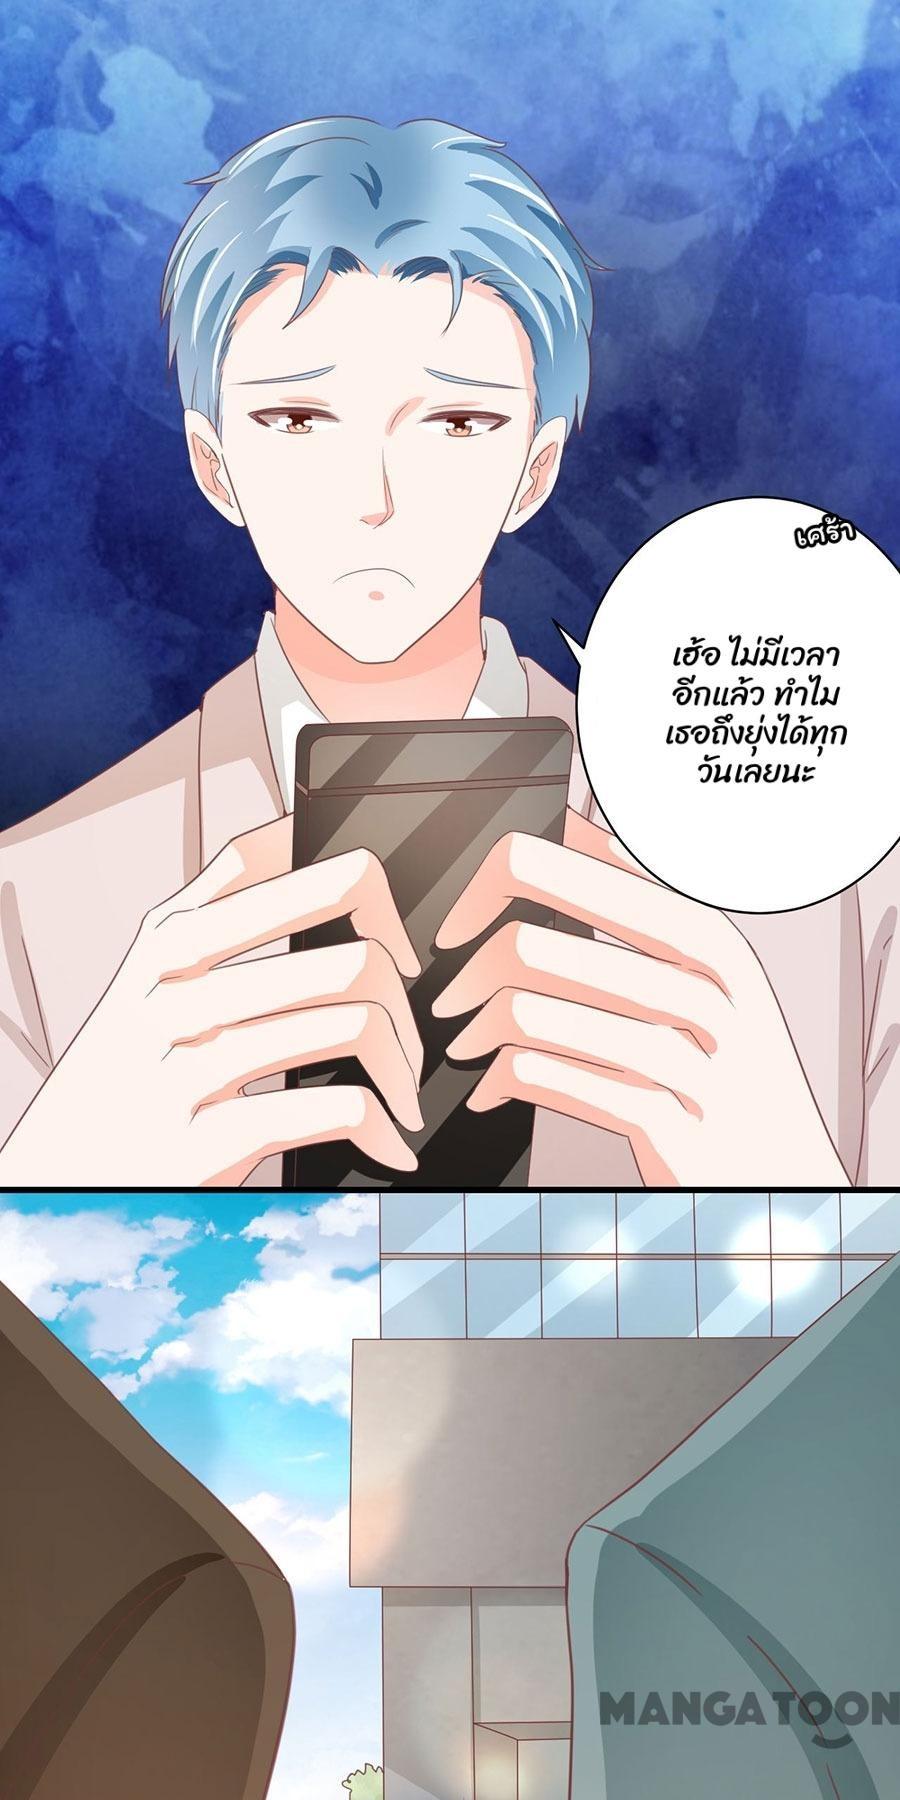 เศร้า
เฮ้อ ไม่มีเวลา
อีกแล้ว ทำไม
เธอถึงยุ่งได้ทุก
วันเลยนะ
MANGATOON